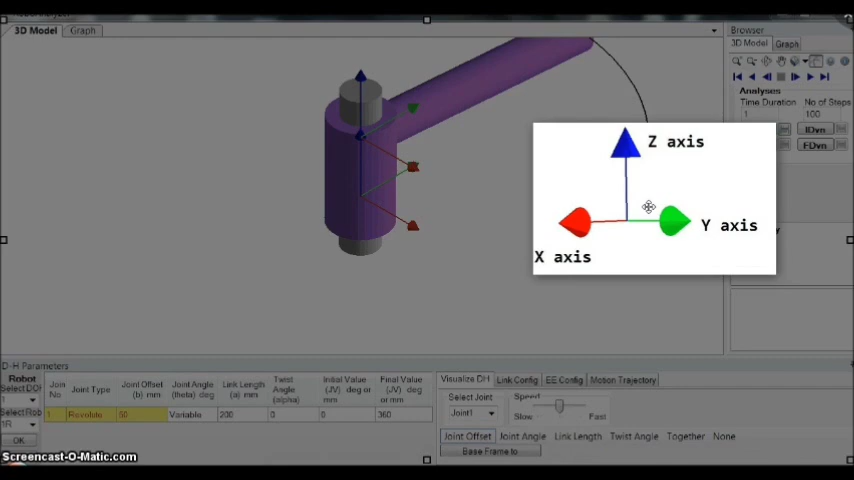 3D Model Graph
Browser
3D Model Graph
Analyses
Time Duration No of Steps
1 100
IDyn
FDyn
Z axis
Y axis
X axis
D-H Parameters
Robot
Select DOF
1
Select Rob
1R
OK
Join No Joint Type Joint Offset (b) mm Joint Angle (theta) deg Link Length (a) mm Twist Angle (alpha) Initial Value (JV) deg or mm Final Value (JV) deg or mm
1 Revolute 50 Variable 200 0 0 360
Visualize DH Link Config EE Config Motion Trajectory
Select Joint
Joint1
Speed
Slow Fast
Joint Offset Joint Angle Link Length Twist Angle Together None
Base Frame to
Screencast-O-Matic.com